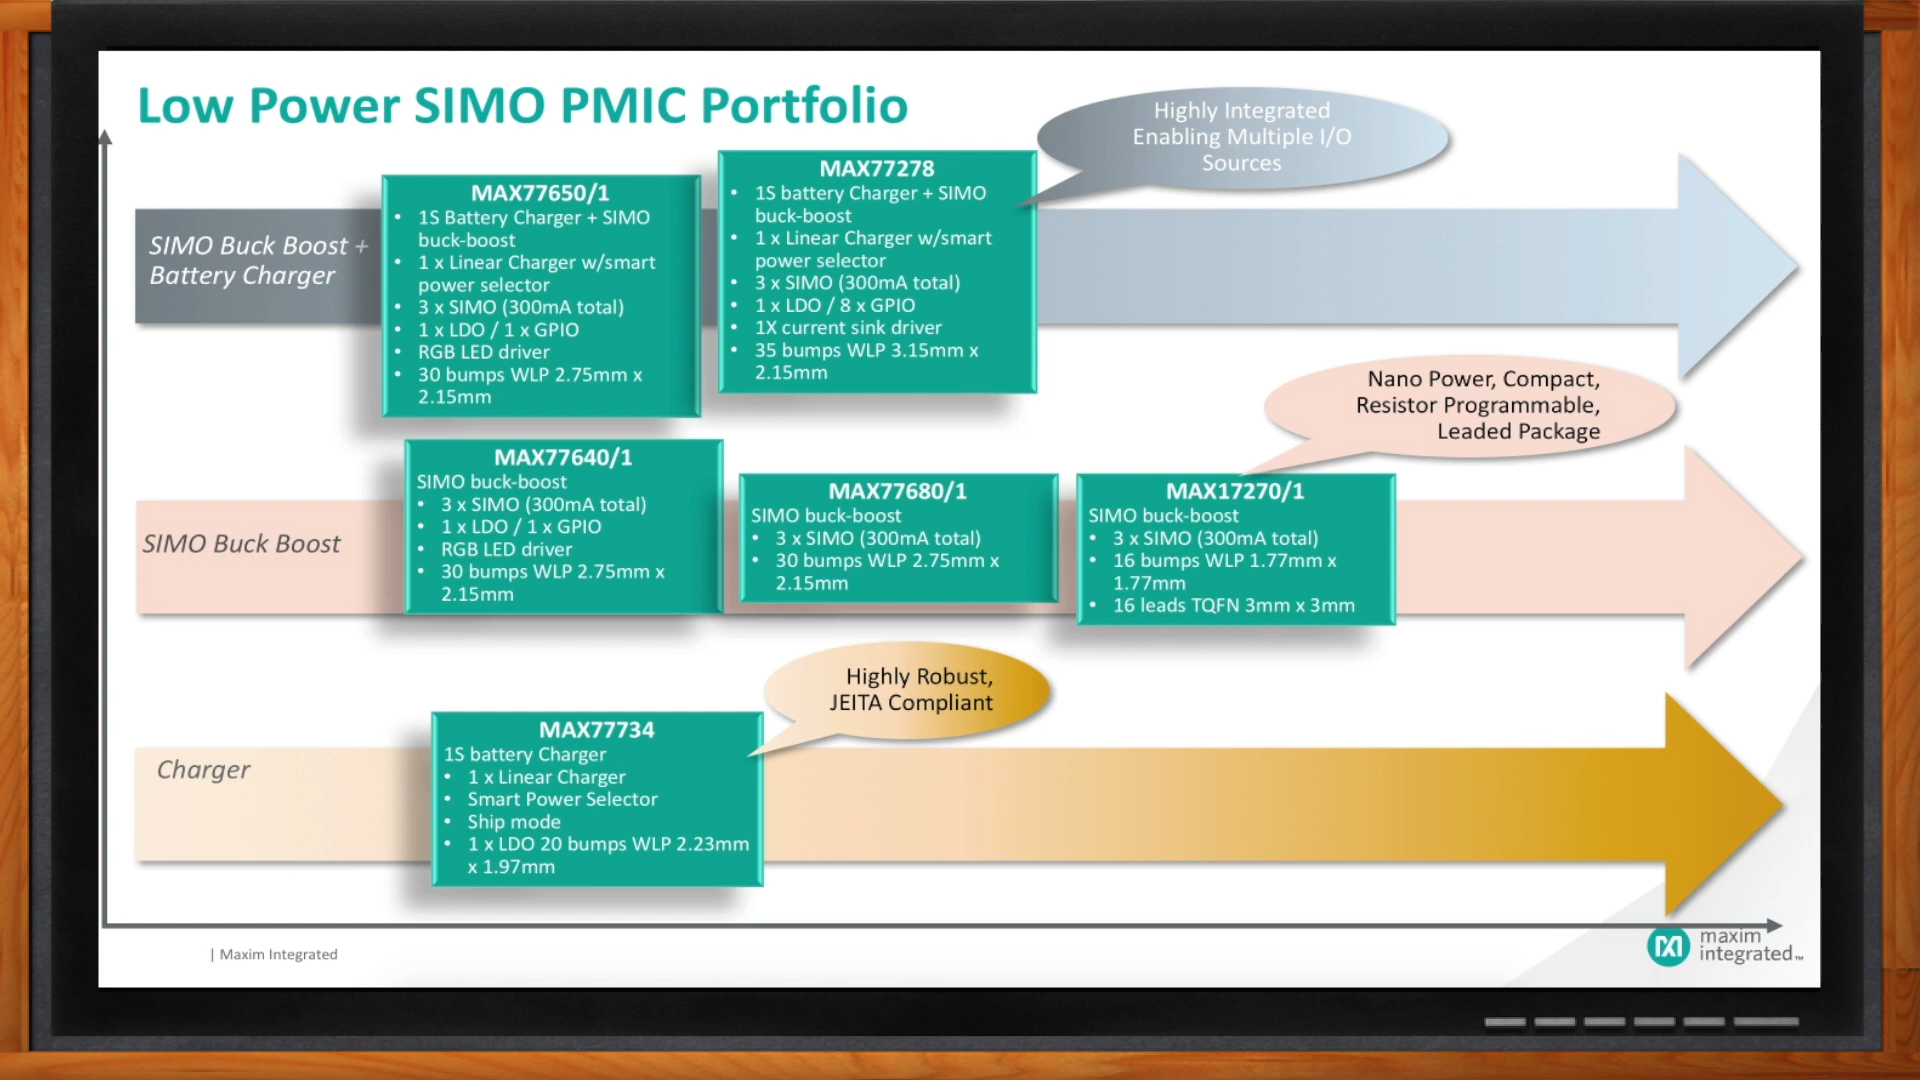 Low Power SIMO PMIC Portfolio
Highly Integrated
Enabling Multiple I/O
Sources
SIMO Buck Boost +
Battery Charger
MAX77650/1
• 1S Battery Charger + SIMO
buck-boost
• 1 x Linear Charger w/smart
power selector
• 3 x SIMO (300mA total)
• 1 x LDO / 1 x GPIO
• RGB LED driver
• 30 bumps WLP 2.75mm x
2.15mm
MAX77278
• 1S battery Charger + SIMO
buck-boost
• 1 x Linear Charger w/smart
power selector
• 3 x SIMO (300mA total)
• 1 x LDO / 8 x GPIO
• 1X current sink driver
• 35 bumps WLP 3.15mm x
2.15mm
Nano Power, Compact,
Resistor Programmable,
Leaded Package
SIMO Buck Boost
MAX77640/1
SIMO buck-boost
• 3 x SIMO (300mA total)
• 1 x LDO / 1 x GPIO
• RGB LED driver
• 30 bumps WLP 2.75mm x
2.15mm
MAX77680/1
SIMO buck-boost
• 3 x SIMO (300mA total)
• 30 bumps WLP 2.75mm x
2.15mm
MAX17270/1
SIMO buck-boost
• 3 x SIMO (300mA total)
• 16 bumps WLP 1.77mm x
1.77mm
• 16 leads TQFN 3mm x 3mm
Highly Robust,
JEITA Compliant
Charger
MAX77734
1S battery Charger
• 1 x Linear Charger
• Smart Power Selector
• Ship mode
• 1 x LDO 20 bumps WLP 2.23mm
x 1.97mm
| Maxim Integrated
maxim
integrated™